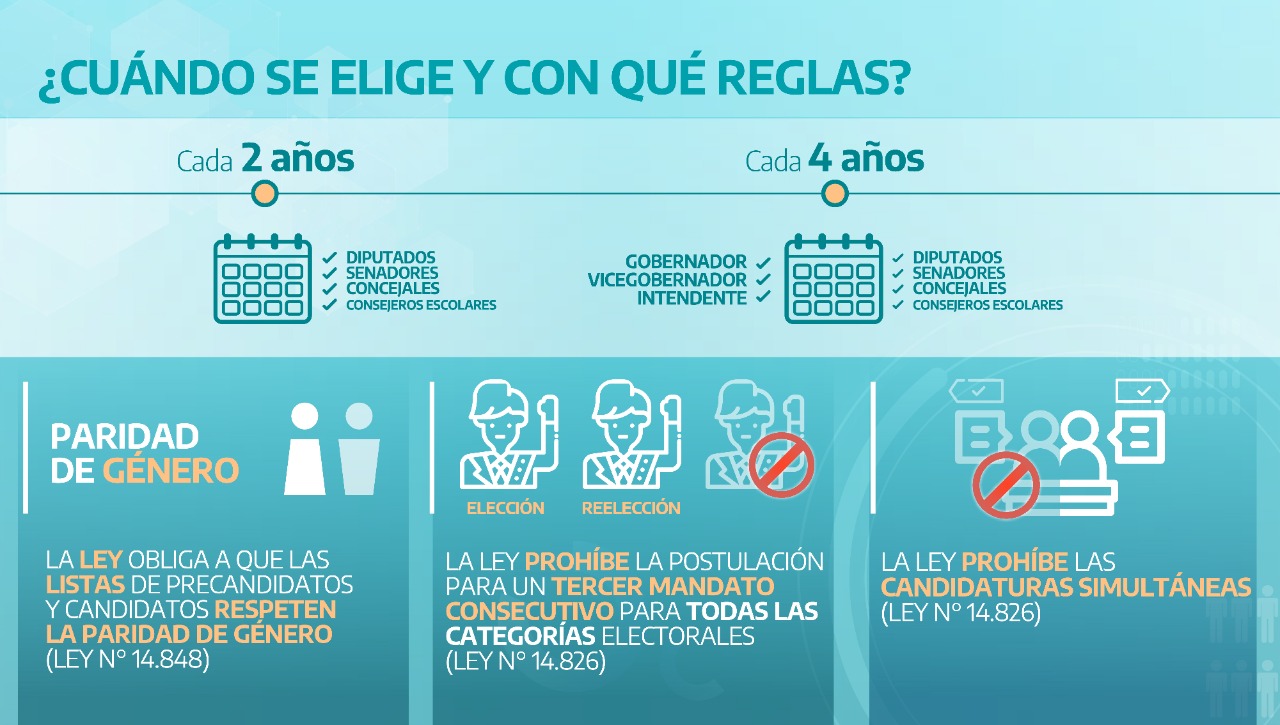 ¿CUÁNDO SE ELIGE Y CON QUÉ REGLAS?
Cada 2 años
DIPUTADOS
SENADORES
CONCEJALES
CONSEJEROS ESCOLARES
Cada 4 años
GOBERNADOR
VICEGOBERNADOR
INTENDENTE
DIPUTADOS
SENADORES
CONCEJALES
CONSEJEROS ESCOLARES
PARIDAD
DE GÉNERO
LA LEY OBLIGA A QUE LAS
LISTAS DE PRECANDIDATOS
Y CANDIDATOS RESPETEN
LA PARIDAD DE GÉNERO
(LEY Nº 14.848)
ELECCIÓN
REELECCIÓN
LA LEY PROHÍBE LA POSTULACIÓN
PARA UN TERCER MANDATO
CONSECUTIVO PARA TODAS LAS
CATEGORÍAS ELECTORALES
(LEY Nº 14.826)
LA LEY PROHÍBE LAS
CANDIDATURAS SIMULTÁNEAS
(LEY Nº 14.826)